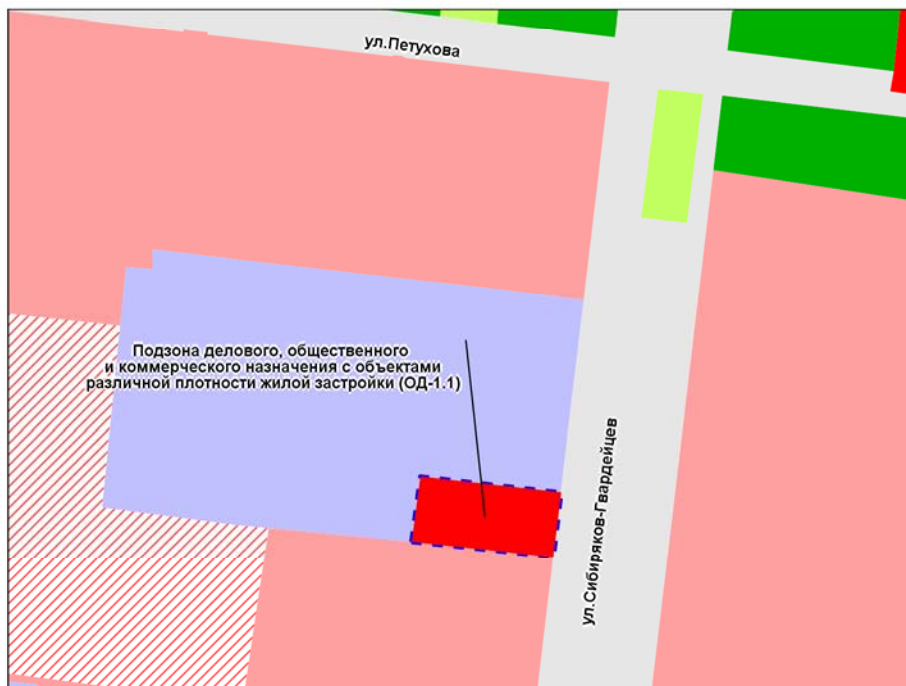 ул.Петухова
Подзона делового, общественного
и коммерческого назначения с объектами
различной плотности жилой застройки (ОД-1.1)
ул.Сибиряков-Гвардейцев